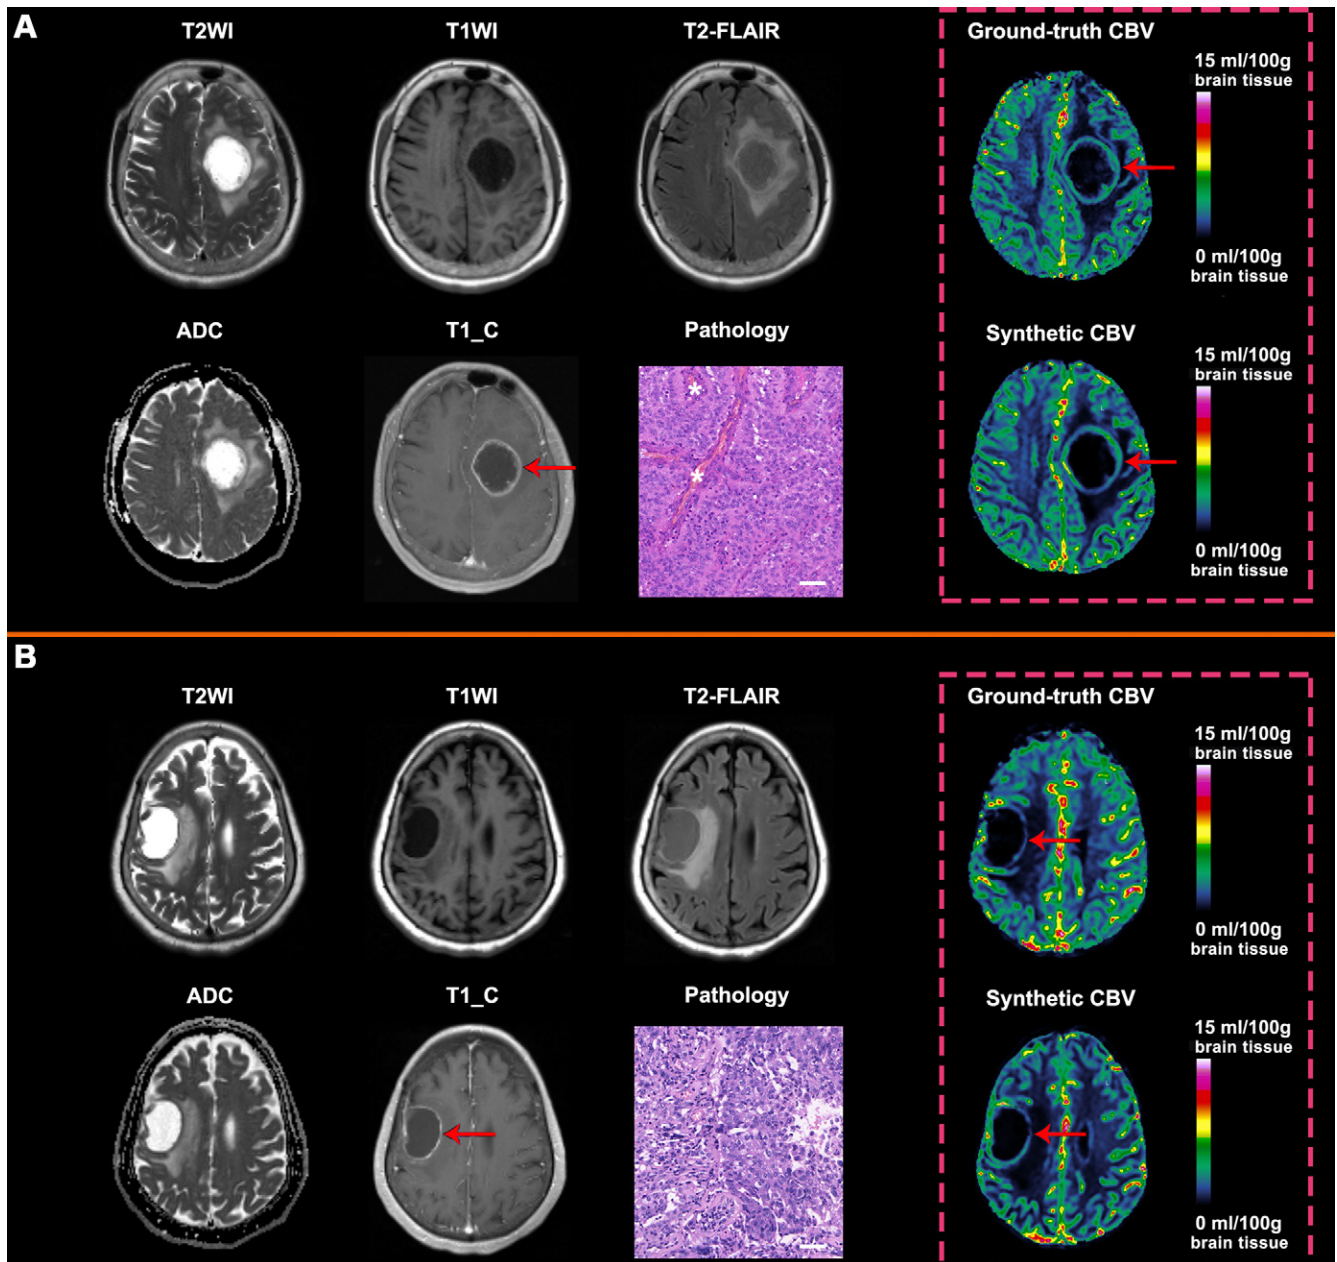 A
T2WI
T1WI
T2-FLAIR
Ground-truth CBV
15 ml/100g
brain tissue
0 ml/100g
brain tissue
ADC
T1_C
Pathology
Synthetic CBV
*
*
15 ml/100g
brain tissue
0 ml/100g
brain tissue
B
T2WI
T1WI
T2-FLAIR
Ground-truth CBV
15 ml/100g
brain tissue
0 ml/100g
brain tissue
ADC
T1_C
Pathology
Synthetic CBV
15 ml/100g
brain tissue
0 ml/100g
brain tissue